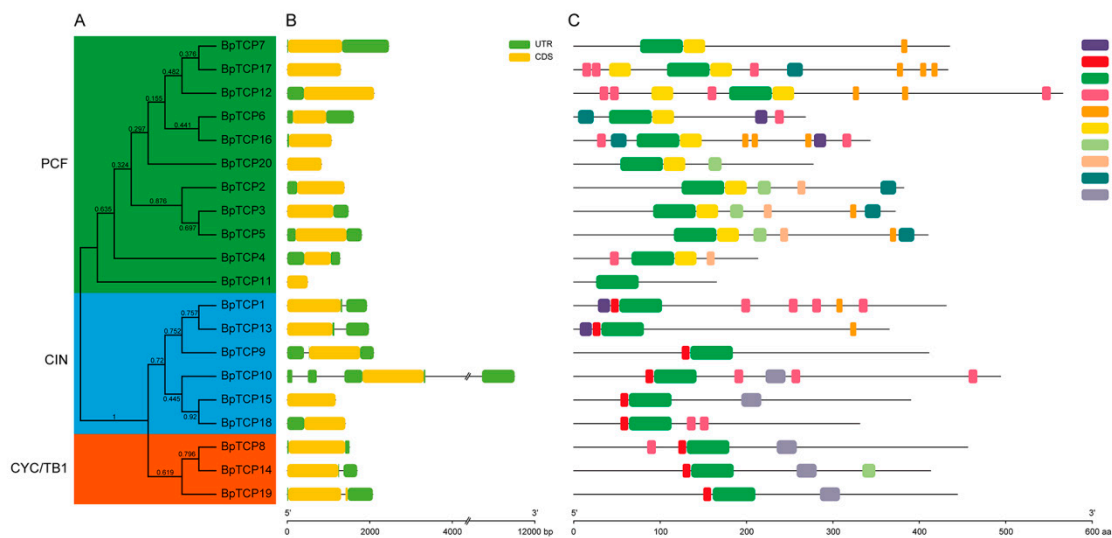 A
B
C
BpTCP7
BpTCP17
BpTCP12
BpTCP6
BpTCP16
BpTCP20
BpTCP2
BpTCP3
BpTCP5
BpTCP4
BpTCP11
BpTCP1
BpTCP13
BpTCP9
BpTCP10
BpTCP15
BpTCP18
BpTCP8
BpTCP14
BpTCP19
PCF
CIN
CYC/TB1
0.376
0.482
0.155
0.441
0.297
0.324
0.876
0.697
0.635
0.757
0.752
0.72
0.445
0.92
1
0.796
0.619
UTR
CDS
5' 3'
0 2000 4000 12000 bp
5' 3'
0 100 200 300 400 500 600 aa